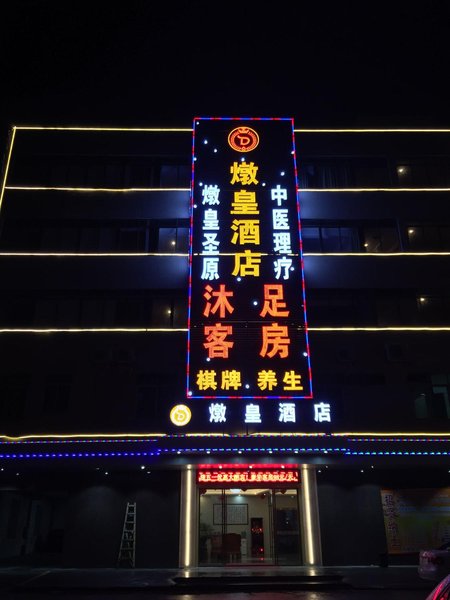 D
燉皇酒店
燉皇圣原
中医理疗
沐足
客房
棋牌 养生
燉皇酒店